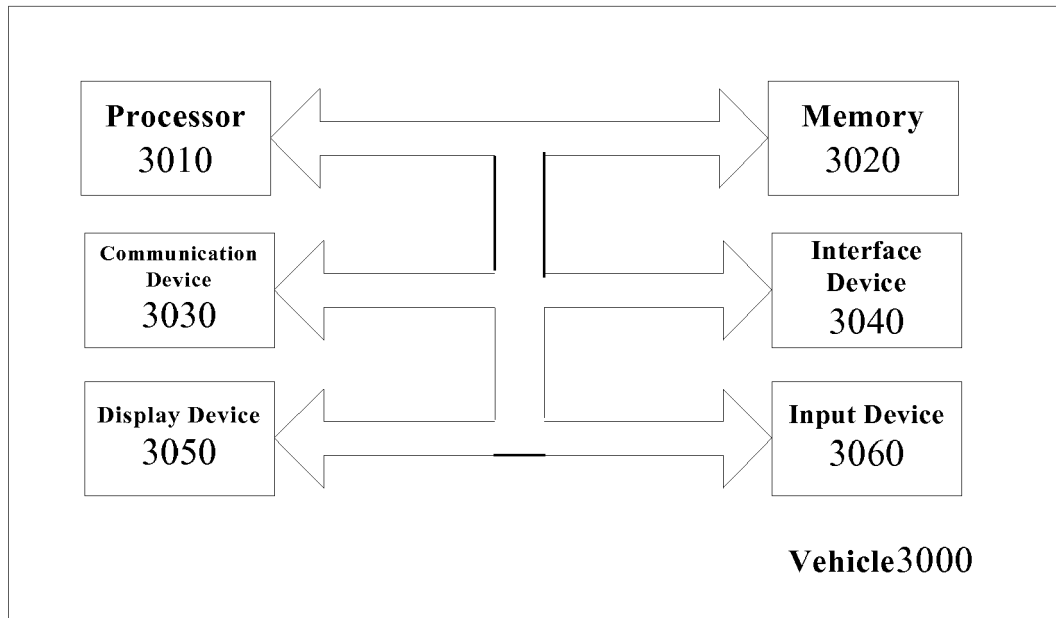 Processor
3010
Memory
3020
Communication
Device
3030
Interface
Device
3040
Display Device
3050
Input Device
3060
Vehicle3000